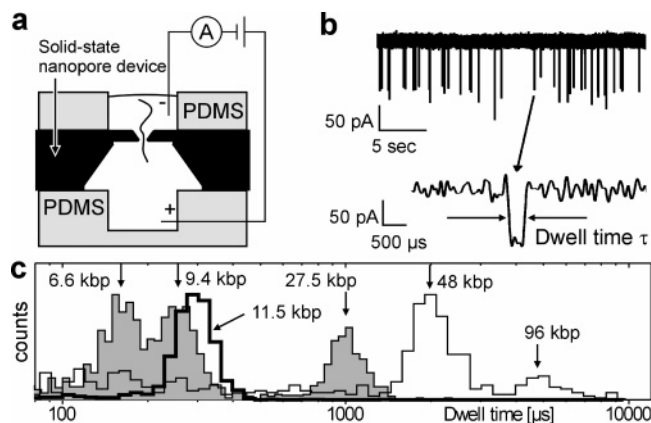 a
Solid-state
nanopore device
A
PDMS
-
PDMS
+
b
50 pA
5 sec
50 pA
500 µs
Dwell time τ
c
counts
6.6 kbp
9.4 kbp
11.5 kbp
27.5 kbp
48 kbp
96 kbp
100
1000
Dwell time [µs]
10000